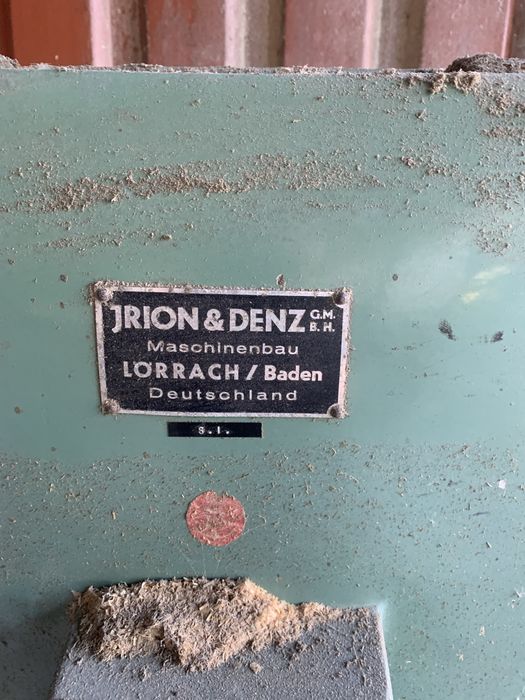 JRION & DENZ G.M.
B.H.
Maschinenbau
LÖRRACH / Baden
Deutschland
S.I.